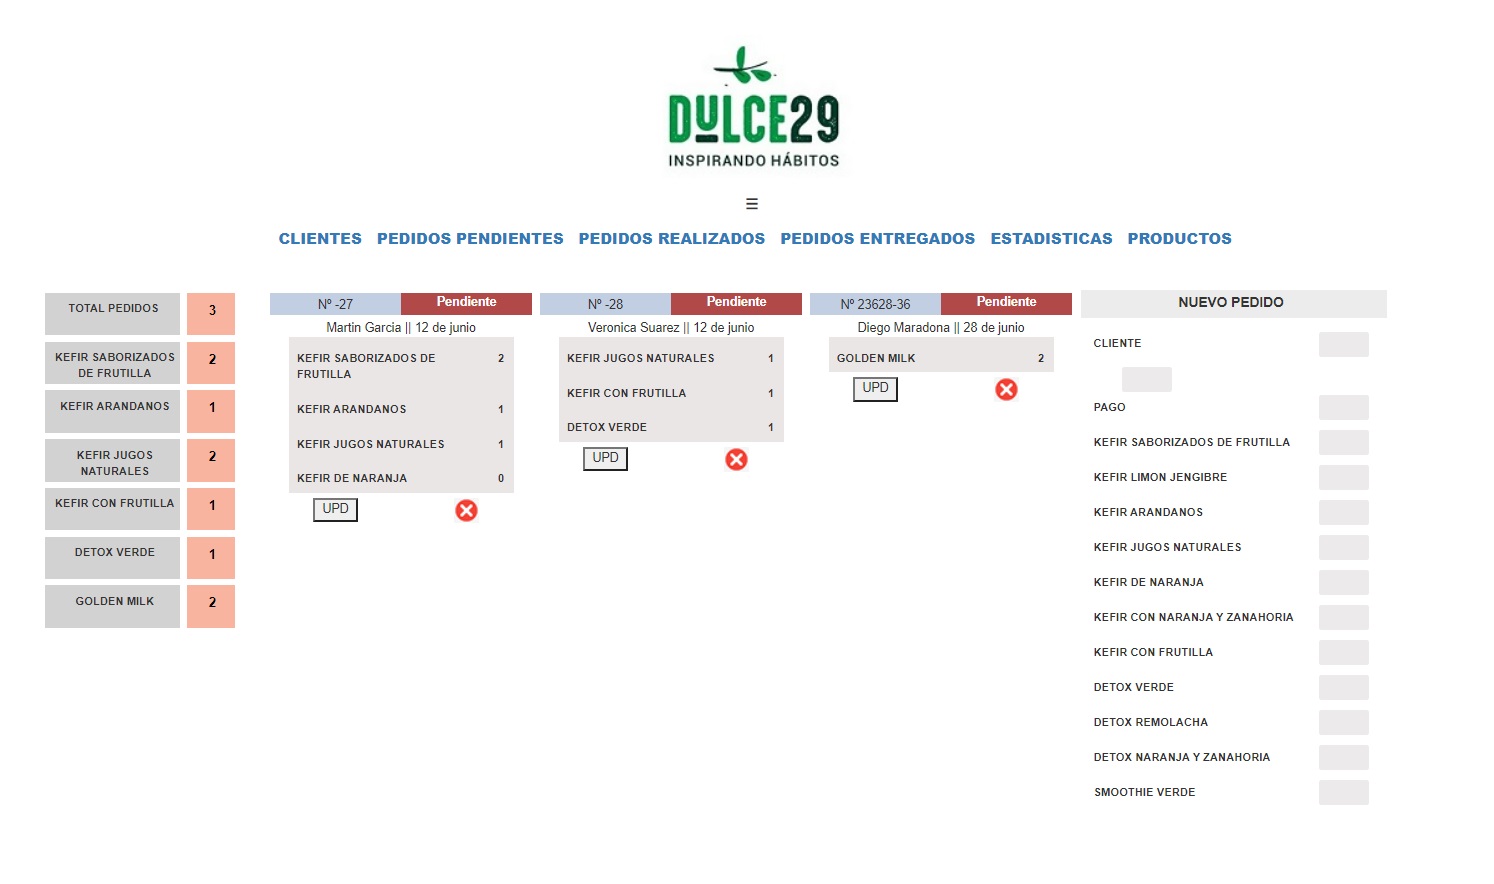 DULCE29
INSPIRANDO HÁBITOS
☰
CLIENTES PEDIDOS PENDIENTES PEDIDOS REALIZADOS PEDIDOS ENTREGADOS ESTADISTICAS PRODUCTOS
TOTAL PEDIDOS 3
KEFIR SABORIZADOS 2
DE FRUTILLA
KEFIR ARANDANOS 1
KEFIR JUGOS 2
NATURALES
KEFIR CON FRUTILLA 1
DETOX VERDE 1
GOLDEN MILK 2
Nº -27 Pendiente
Martin Garcia || 12 de junio
KEFIR SABORIZADOS DE 2
FRUTILLA
KEFIR ARANDANOS 1
KEFIR JUGOS NATURALES 1
KEFIR DE NARANJA 0
UPD
Nº -28 Pendiente
Veronica Suarez || 12 de junio
KEFIR JUGOS NATURALES 1
KEFIR CON FRUTILLA 1
DETOX VERDE 1
UPD
Nº 23628-36 Pendiente
Diego Maradona || 28 de junio
GOLDEN MILK 2
UPD
NUEVO PEDIDO
CLIENTE
PAGO
KEFIR SABORIZADOS DE FRUTILLA
KEFIR LIMON JENGIBRE
KEFIR ARANDANOS
KEFIR JUGOS NATURALES
KEFIR DE NARANJA
KEFIR CON NARANJA Y ZANAHORIA
KEFIR CON FRUTILLA
DETOX VERDE
DETOX REMOLACHA
DETOX NARANJA Y ZANAHORIA
SMOOTHIE VERDE